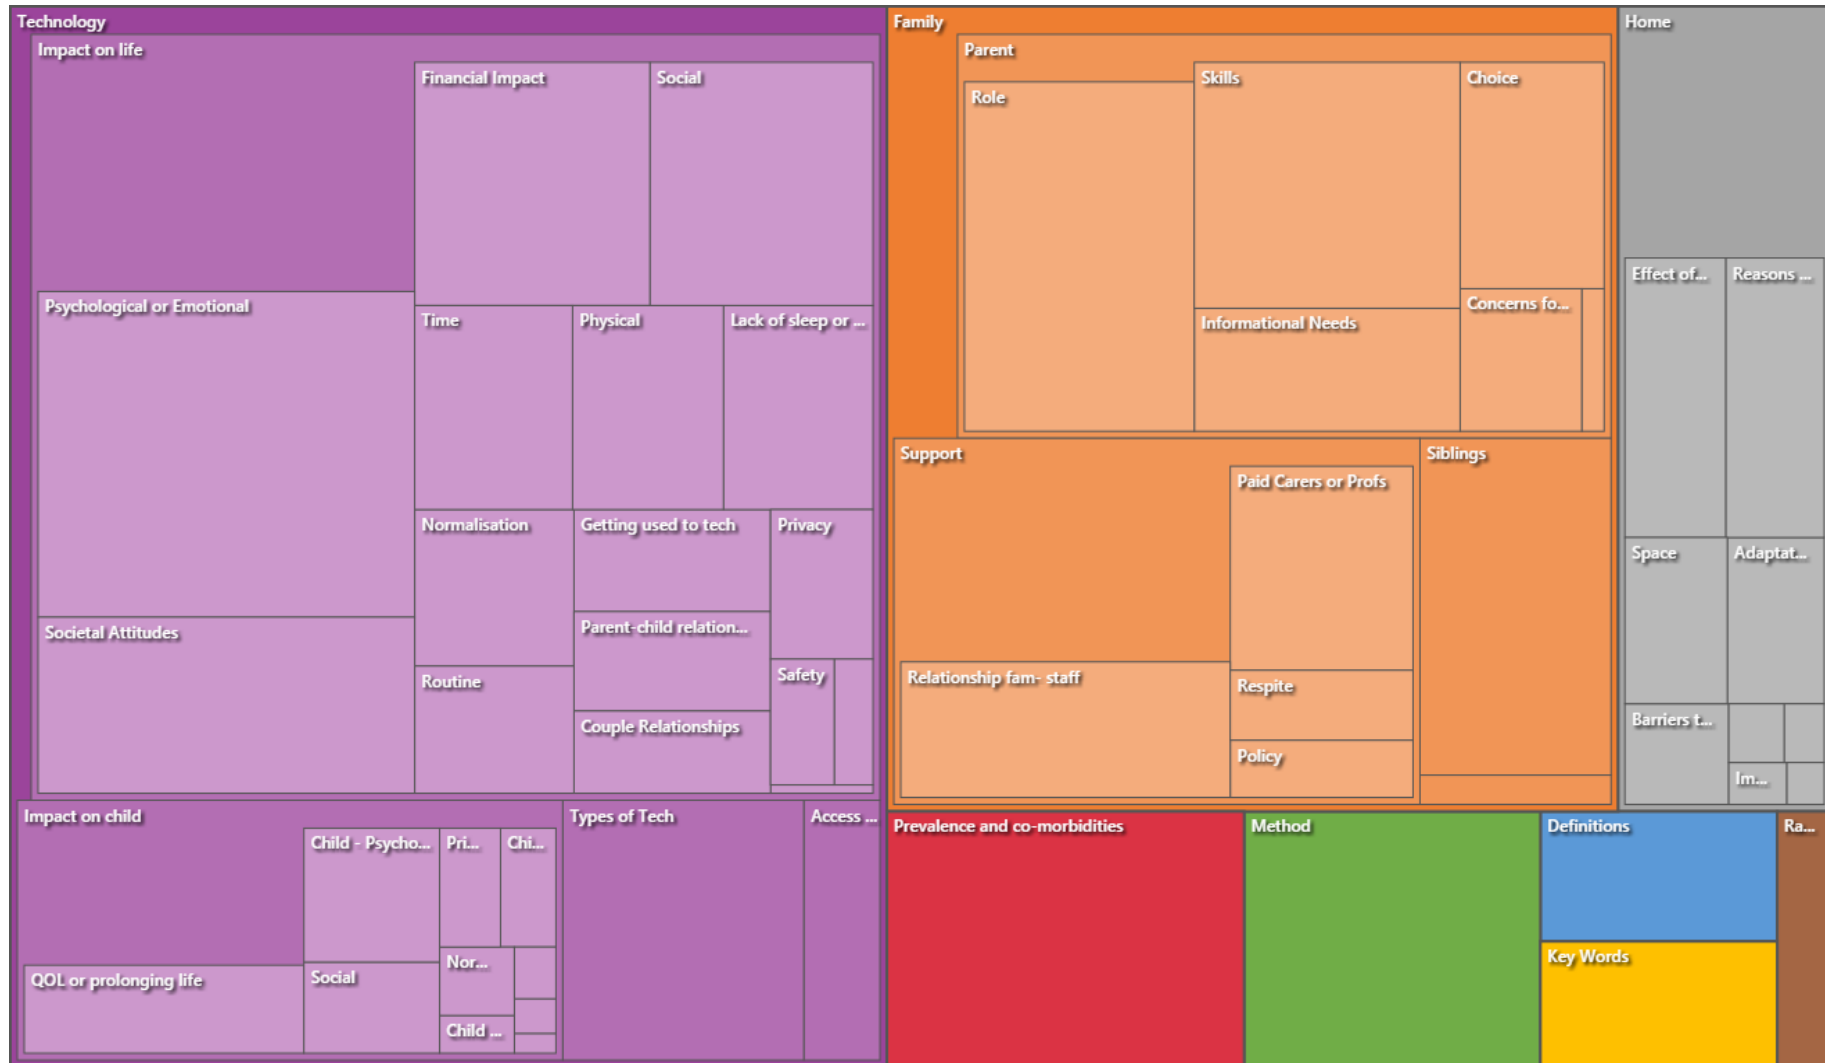 Technology
Impact on life
Financial Impact
Social
Psychological or Emotional
Time
Physical
Lack of sleep or ...
Normalisation
Getting used to tech
Privacy
Societal Attitudes
Parent-child relation...
Routine
Safety
Couple Relationships
Impact on child
Child - Psycho...
Pri...
Chi...
QOL or prolonging life
Social
Nor...
Child ...
Types of Tech
Access ...
Family
Parent
Role
Skills
Choice
Informational Needs
Concerns fo...
Support
Paid Carers or Profs
Relationship fam- staff
Respite
Policy
Siblings
Home
Effect of...
Reasons ...
Space
Adaptat...
Barriers t...
Im...
Prevalence and co-morbidities
Method
Definitions
Key Words
Ra...